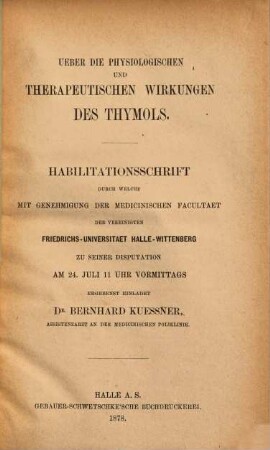 UEBER DIE PHYSIOLOGISCHEN
UND
THERAPEUTISCHEN WIRKUNGEN
DES THYMOLS.
HABILITATIONSSCHRIFT
DURCH WELCHE
MIT GENEHMIGUNG DER MEDICINISCHEN FACULTAET
DER VEREINIGTEN
FRIEDRICHS-UNIVERSITAET HALLE-WITTENBERG
ZU SEINER DISPUTATION
AM 24. JULI 11 UHR VORMITTAGS
ERGEBENST EINLADET
DR. BERNHARD KUESSNER,
ASSISTENZARZT AN DER MEDICINISCHEN POLIKLINIK.
HALLE A. S.
GEBAUER-SCHWETSCHKE'SCHE BUCHDRUCKEREI.
1878.